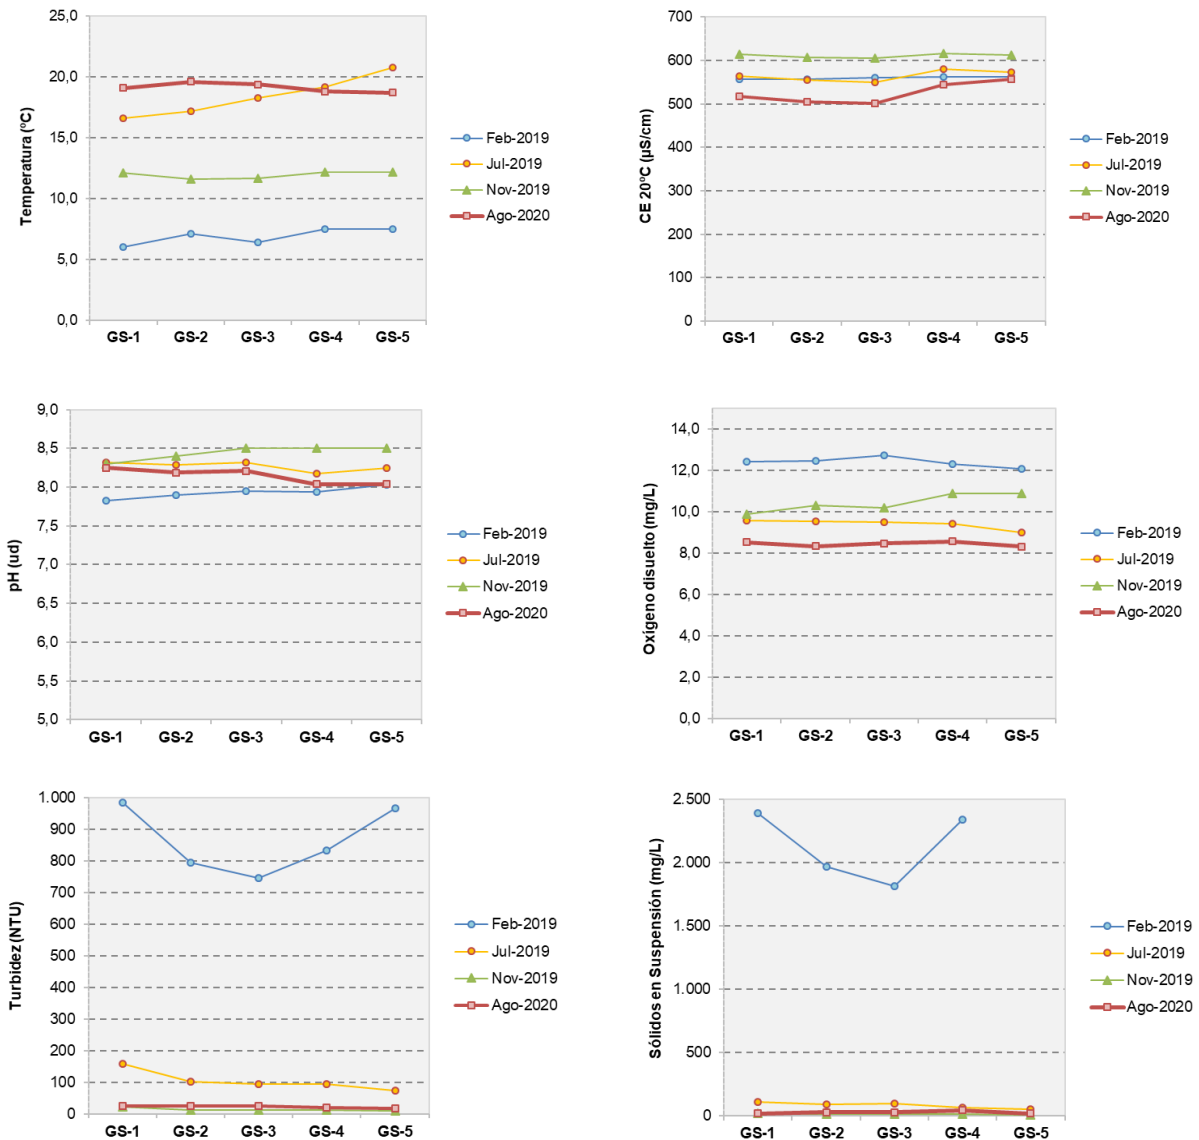 Temperatura (ºC)
25,0
20,0
15,0
10,0
5,0
0,0
GS-1 GS-2 GS-3 GS-4 GS-5
Feb-2019
Jul-2019
Nov-2019
Ago-2020
CE 20ºC (µS/cm)
700
600
500
400
300
200
100
0
GS-1 GS-2 GS-3 GS-4 GS-5
Feb-2019
Jul-2019
Nov-2019
Ago-2020
pH (ud)
9,0
8,5
8,0
7,5
7,0
6,5
6,0
5,5
5,0
GS-1 GS-2 GS-3 GS-4 GS-5
Feb-2019
Jul-2019
Nov-2019
Ago-2020
Oxígeno disuelto (mg/L)
14,0
12,0
10,0
8,0
6,0
4,0
2,0
0,0
GS-1 GS-2 GS-3 GS-4 GS-5
Feb-2019
Jul-2019
Nov-2019
Ago-2020
Turbidez (NTU)
1.000
900
800
700
600
500
400
300
200
100
0
GS-1 GS-2 GS-3 GS-4 GS-5
Feb-2019
Jul-2019
Nov-2019
Ago-2020
Sólidos en Suspensión (mg/L)
2.500
2.000
1.500
1.000
500
0
GS-1 GS-2 GS-3 GS-4 GS-5
Feb-2019
Jul-2019
Nov-2019
Ago-2020